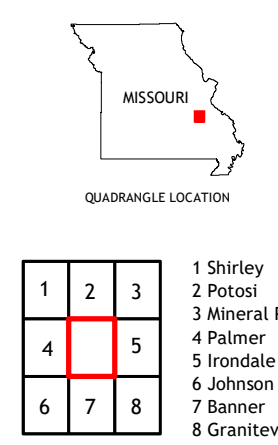 MISSOURI
QUADRANGLE LOCATION
1 2 3
4 5
6 7 8
1 Shirley
2 Potosi
3 Mineral
4 Palmer
5 Irondale
6 Johnson
7 Banner
8